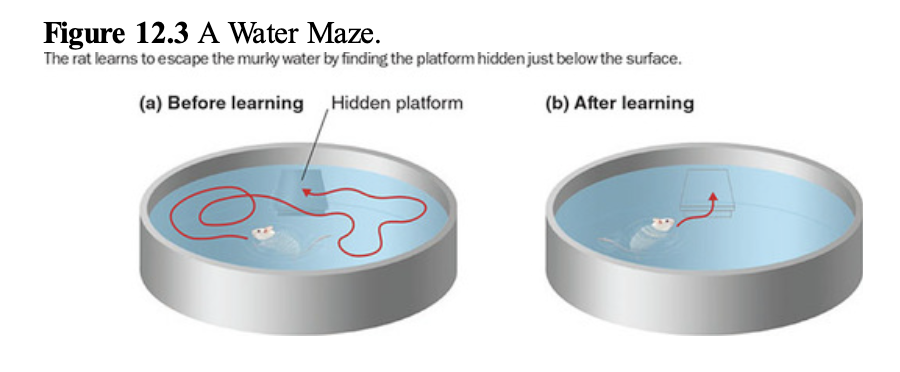 Figure 12.3 A Water Maze.
The rat learns to escape the murky water by finding the platform hidden just below the surface.
(a) Before learning
Hidden platform
(b) After learning